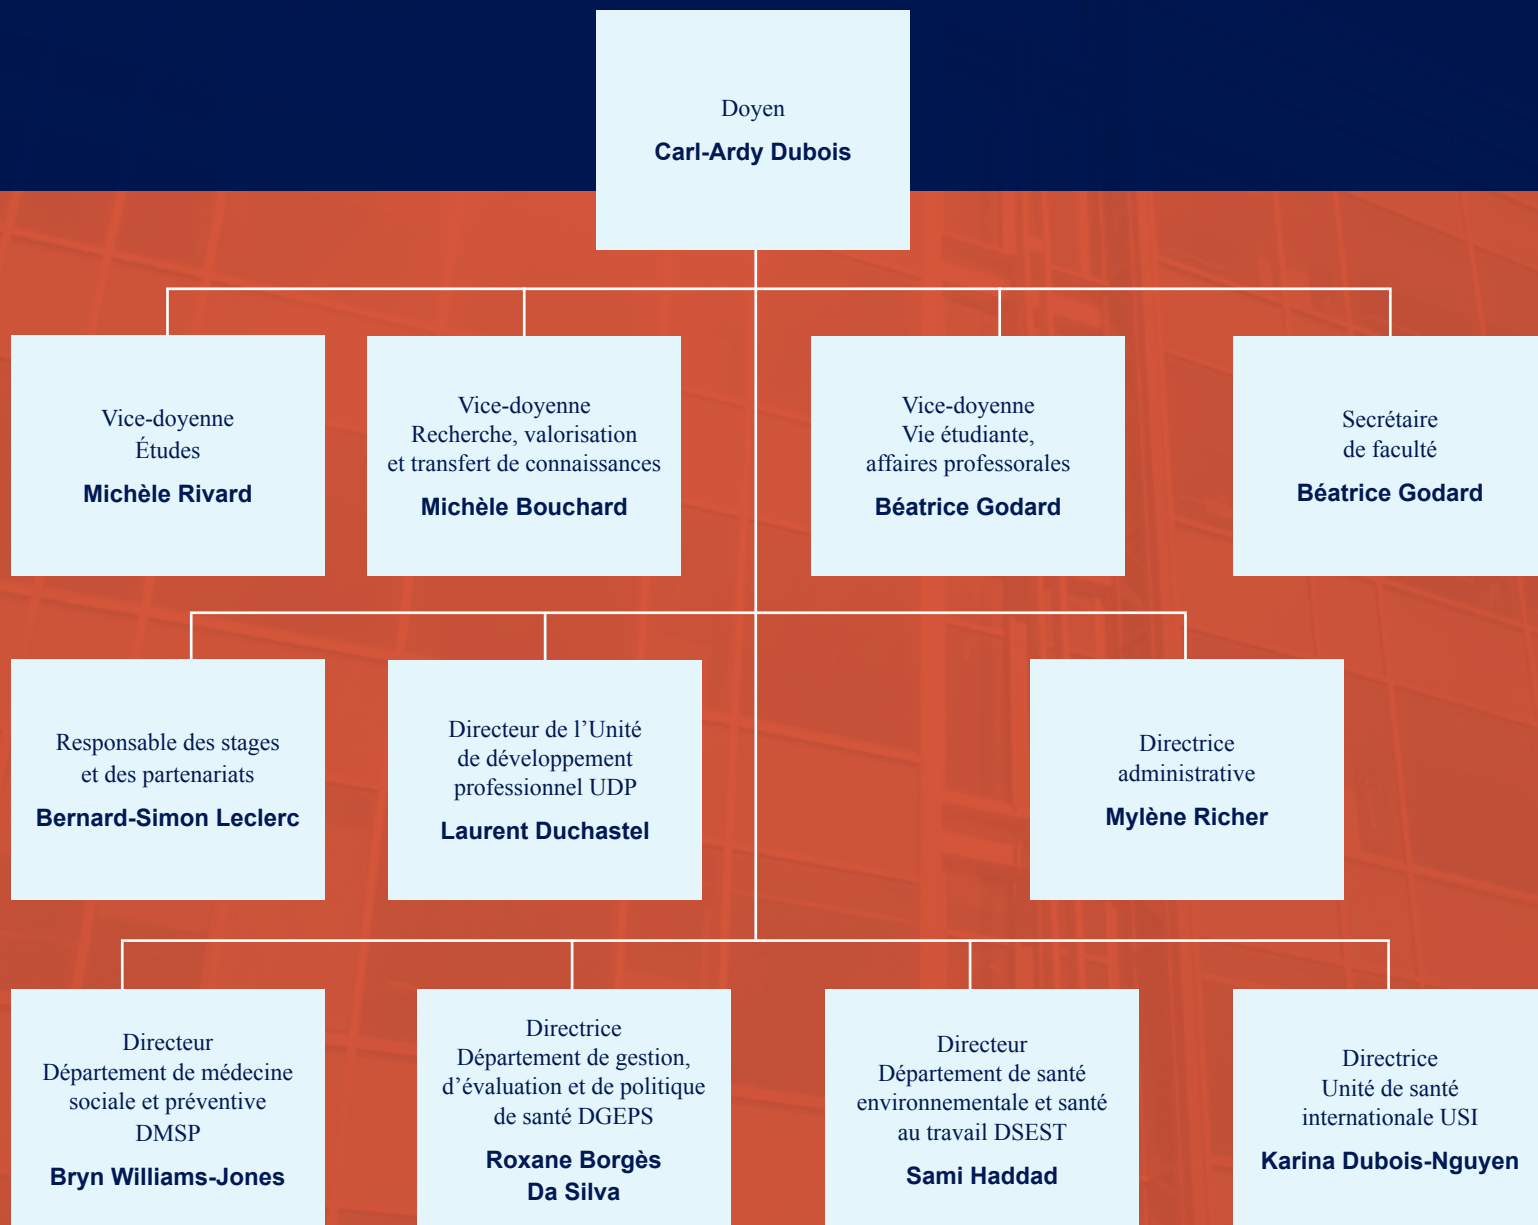 Doyen
Carl-Ardy Dubois
Vice-doyenne
Études
Michèle Rivard
Vice-doyenne
Recherche, valorisation
et transfert de connaissances
Michèle Bouchard
Vice-doyenne
Vie étudiante,
affaires professorales
Béatrice Godard
Secrétaire
de faculté
Béatrice Godard
Responsable des stages
et des partenariats
Bernard-Simon Leclerc
Directeur de l’Unité
de développement
professionnel UDP
Laurent Duchastel
Directrice
administrative
Mylène Richer
Directeur
Département de médecine
sociale et préventive
DMSP
Bryn Williams-Jones
Directrice
Département de gestion,
d’évaluation et de politique
de santé DGEPS
Roxane Borgès
Da Silva
Directeur
Département de santé
environnementale et santé
au travail DSEST
Sami Haddad
Directrice
Unité de santé
internationale USI
Karina Dubois-Nguyen